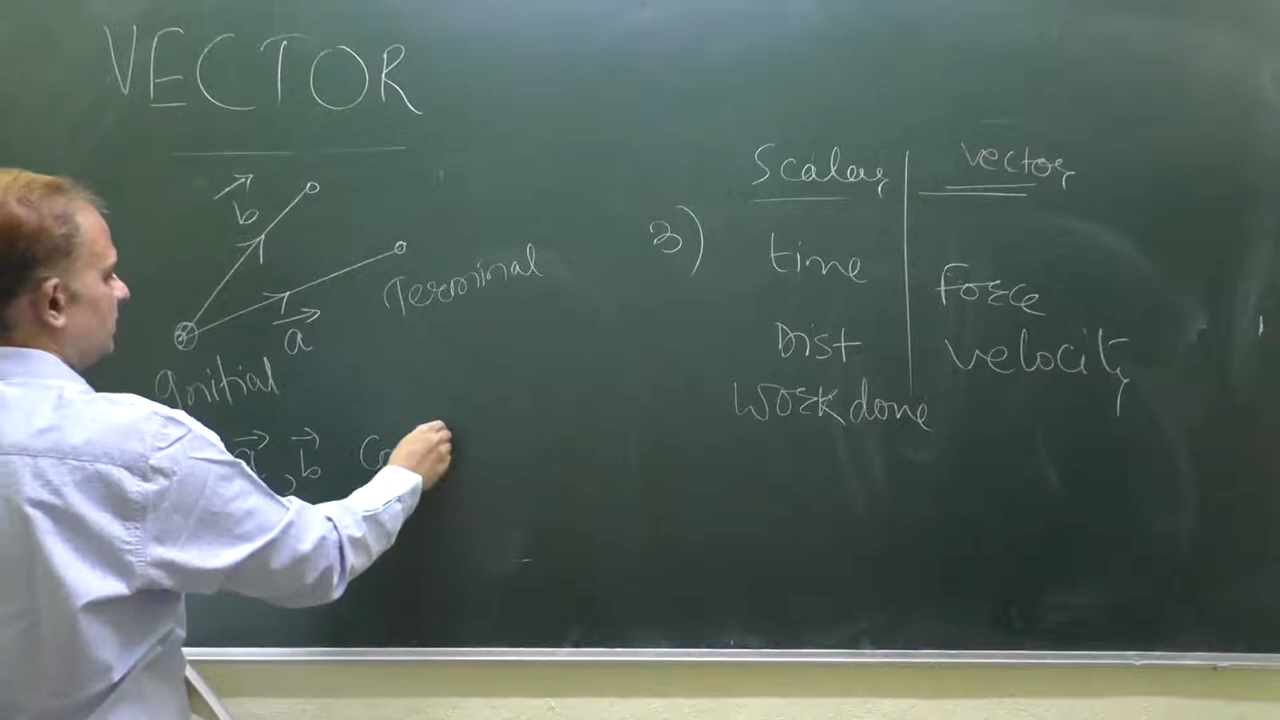 VECTOR
b
Terminal
a
Initial
a, b
3)
Scalar vector
time Force
Dist velocity
Work done